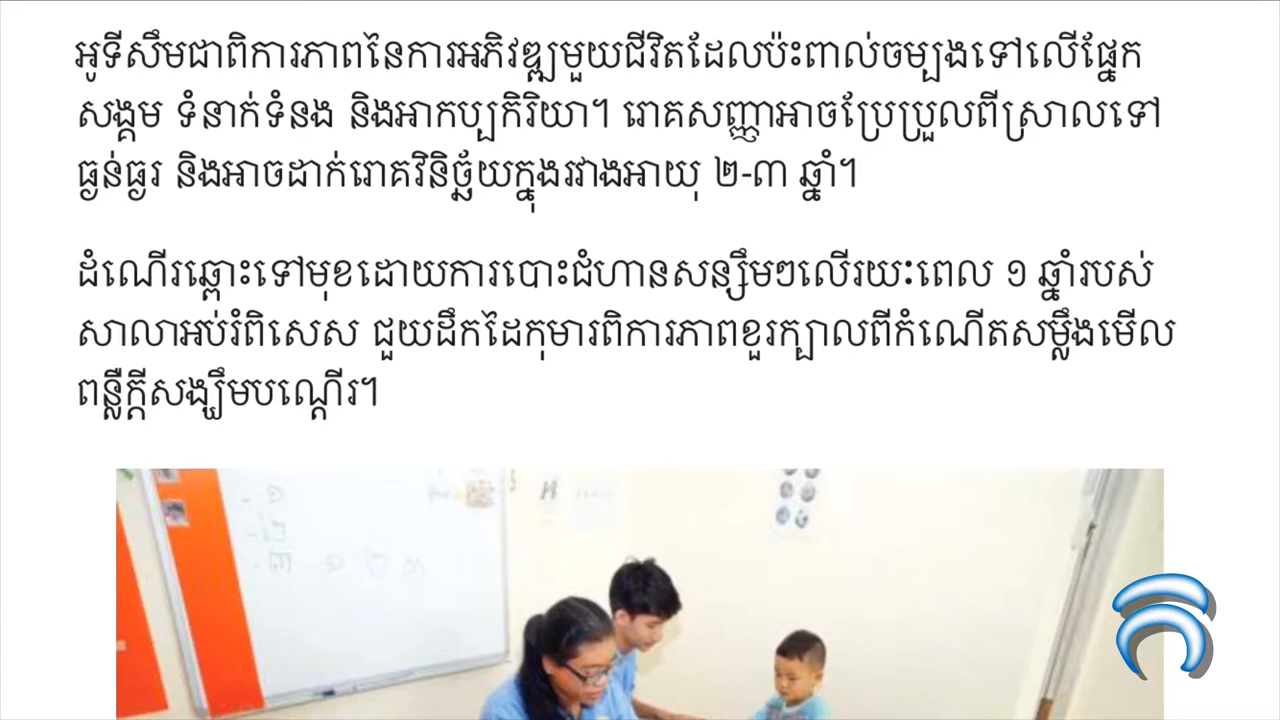 អូទីសឹមជាពិការភាពនៃការអភិវឌ្ឍមួយជីវិតដែលប៉ះពាល់ចម្បងទៅលើផ្នែក
សង្គម ទំនាក់ទំនង និងអាកប្បកិរិយា។ រោគសញ្ញាអាចប្រែប្រួលពីស្រាលទៅ
ធ្ងន់ធ្ងរ និងអាចដាក់រោគវិនិច្ឆ័យក្នុងរវាងអាយុ ២-៣ ឆ្នាំ។
ដំណើរឆ្ពោះទៅមុខដោយការបោះជំហានសន្សឹមៗលើរយៈពេល ១ ឆ្នាំរបស់
សាលាអប់រំពិសេស ជួយដឹកដៃកុមារពិការភាពខួរក្បាលពីកំណើតសម្លឹងមើល
ពន្លឺក្តីសង្ឃឹមបណ្តើរ។
- ១
- ២
- ៣ ១ ២ ៣